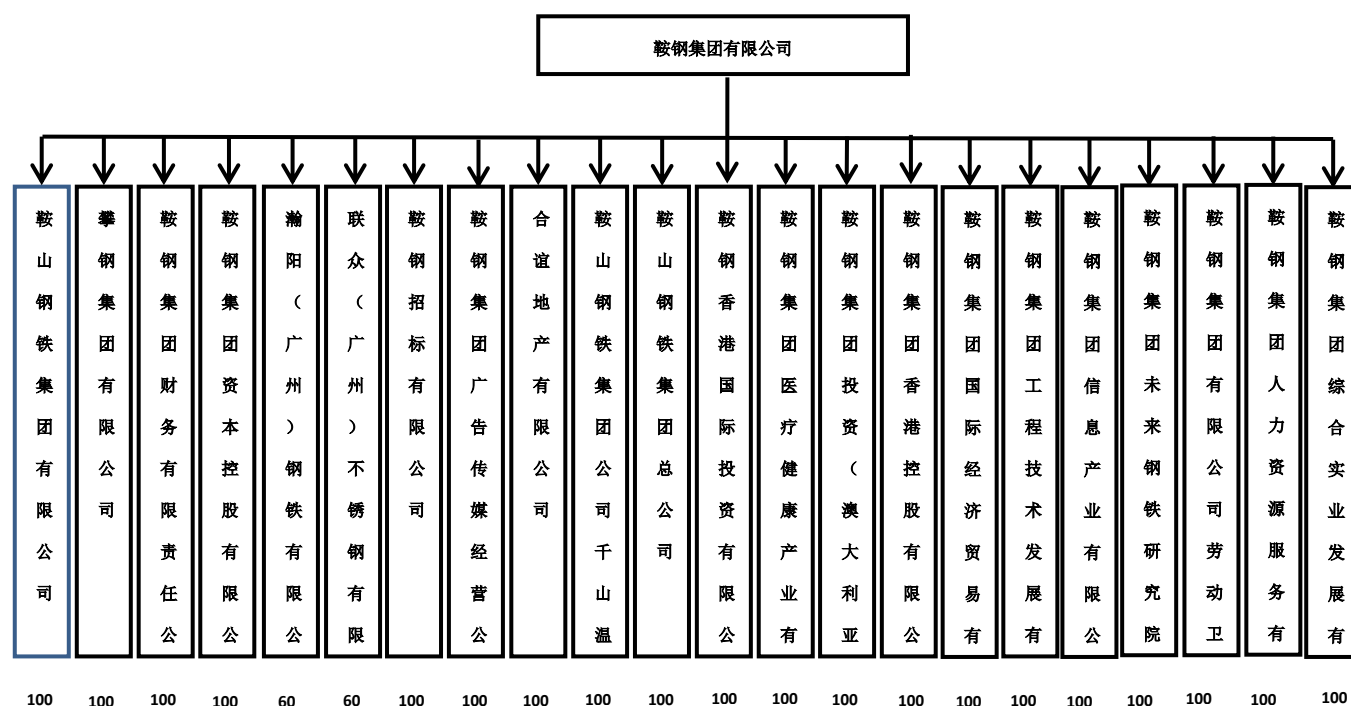 鞍钢集团有限公司
鞍山钢铁集团有限公司
攀钢集团有限公司
鞍钢集团财务有限责任公
鞍钢集团资本控股有限公
瀚阳（广州）钢铁有限公
联众（广州）不锈钢有限
鞍钢招标有限公司
鞍钢集团广告传媒经营公
合谊地产有限公司
鞍山钢铁集团公司千山温
鞍山钢铁集团总公司
鞍钢香港国际投资有限公
鞍钢集团医疗健康产业有
鞍钢集团投资（澳大利亚
鞍钢集团香港控股有限公
鞍钢集团国际经济贸易有
鞍钢集团工程技术发展有
鞍钢集团信息产业有限公
鞍钢集团未来钢铁研究院
鞍钢集团有限公司劳动卫
鞍钢集团人力资源服务有
鞍钢集团综合实业发展有
100 100 100 100 60 60 100 100 100 100 100 100 100 100 100 100 100 100 100 100 100 100